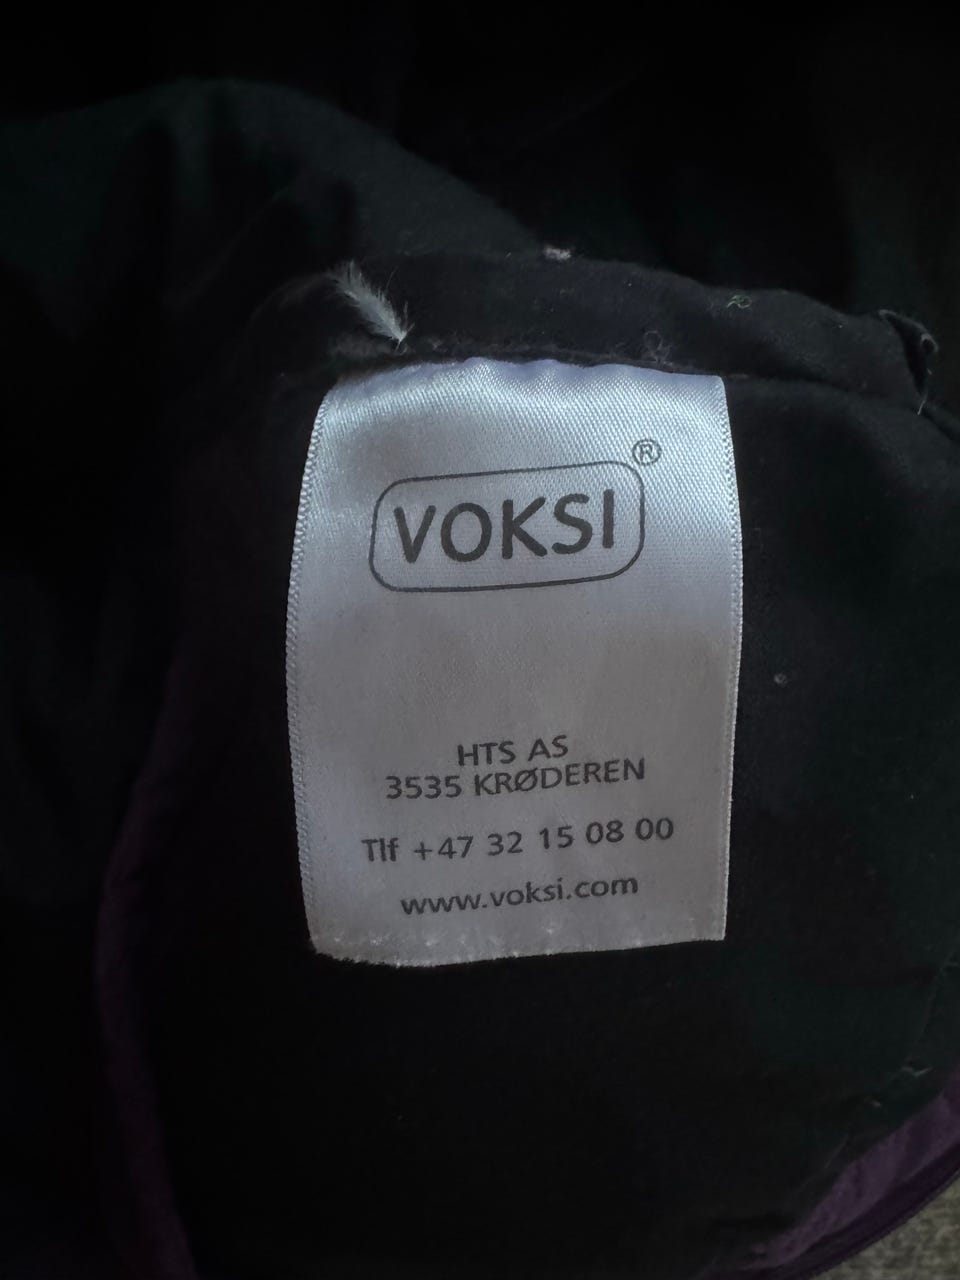 VOKSI®
HTS AS
3535 KRØDEREN
Tlf +47 32 15 08 00
www.voksi.com